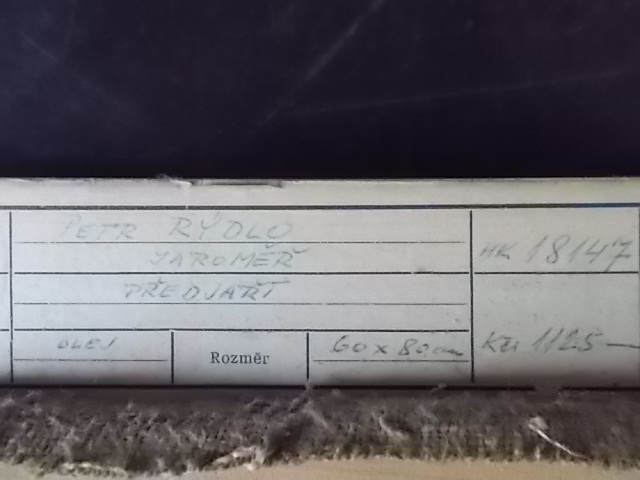 PETR RÝDLO
JAROMĚŘ
HK 18147
PŘEDJAŘÍ
OLEJ
Rozměr
60 x 80 cm
Kčs 1125 —